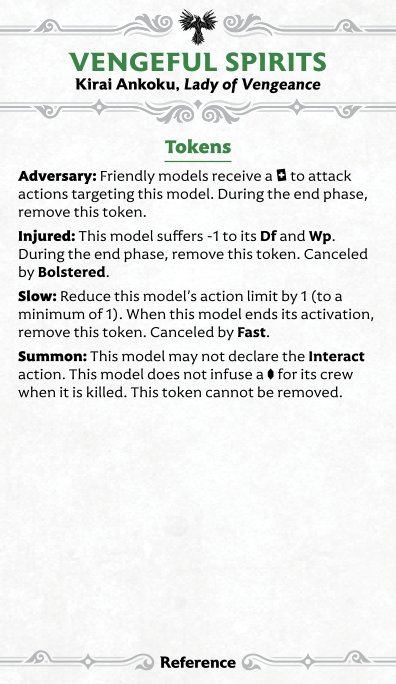 VENGEFUL SPIRITS
Kirai Ankoku, Lady of Vengeance
Tokens
Adversary: Friendly models receive a to attack
actions targeting this model. During the end phase,
remove this token.
Injured: This model suffers -1 to its Df and Wp.
During the end phase, remove this token. Canceled
by Bolstered.
Slow: Reduce this model's action limit by 1 (to a
minimum of 1). When this model ends its activation,
remove this token. Canceled by Fast.
Summon: This model may not declare the Interact
action. This model does not infuse a for its crew
when it is killed. This token cannot be removed.
Reference